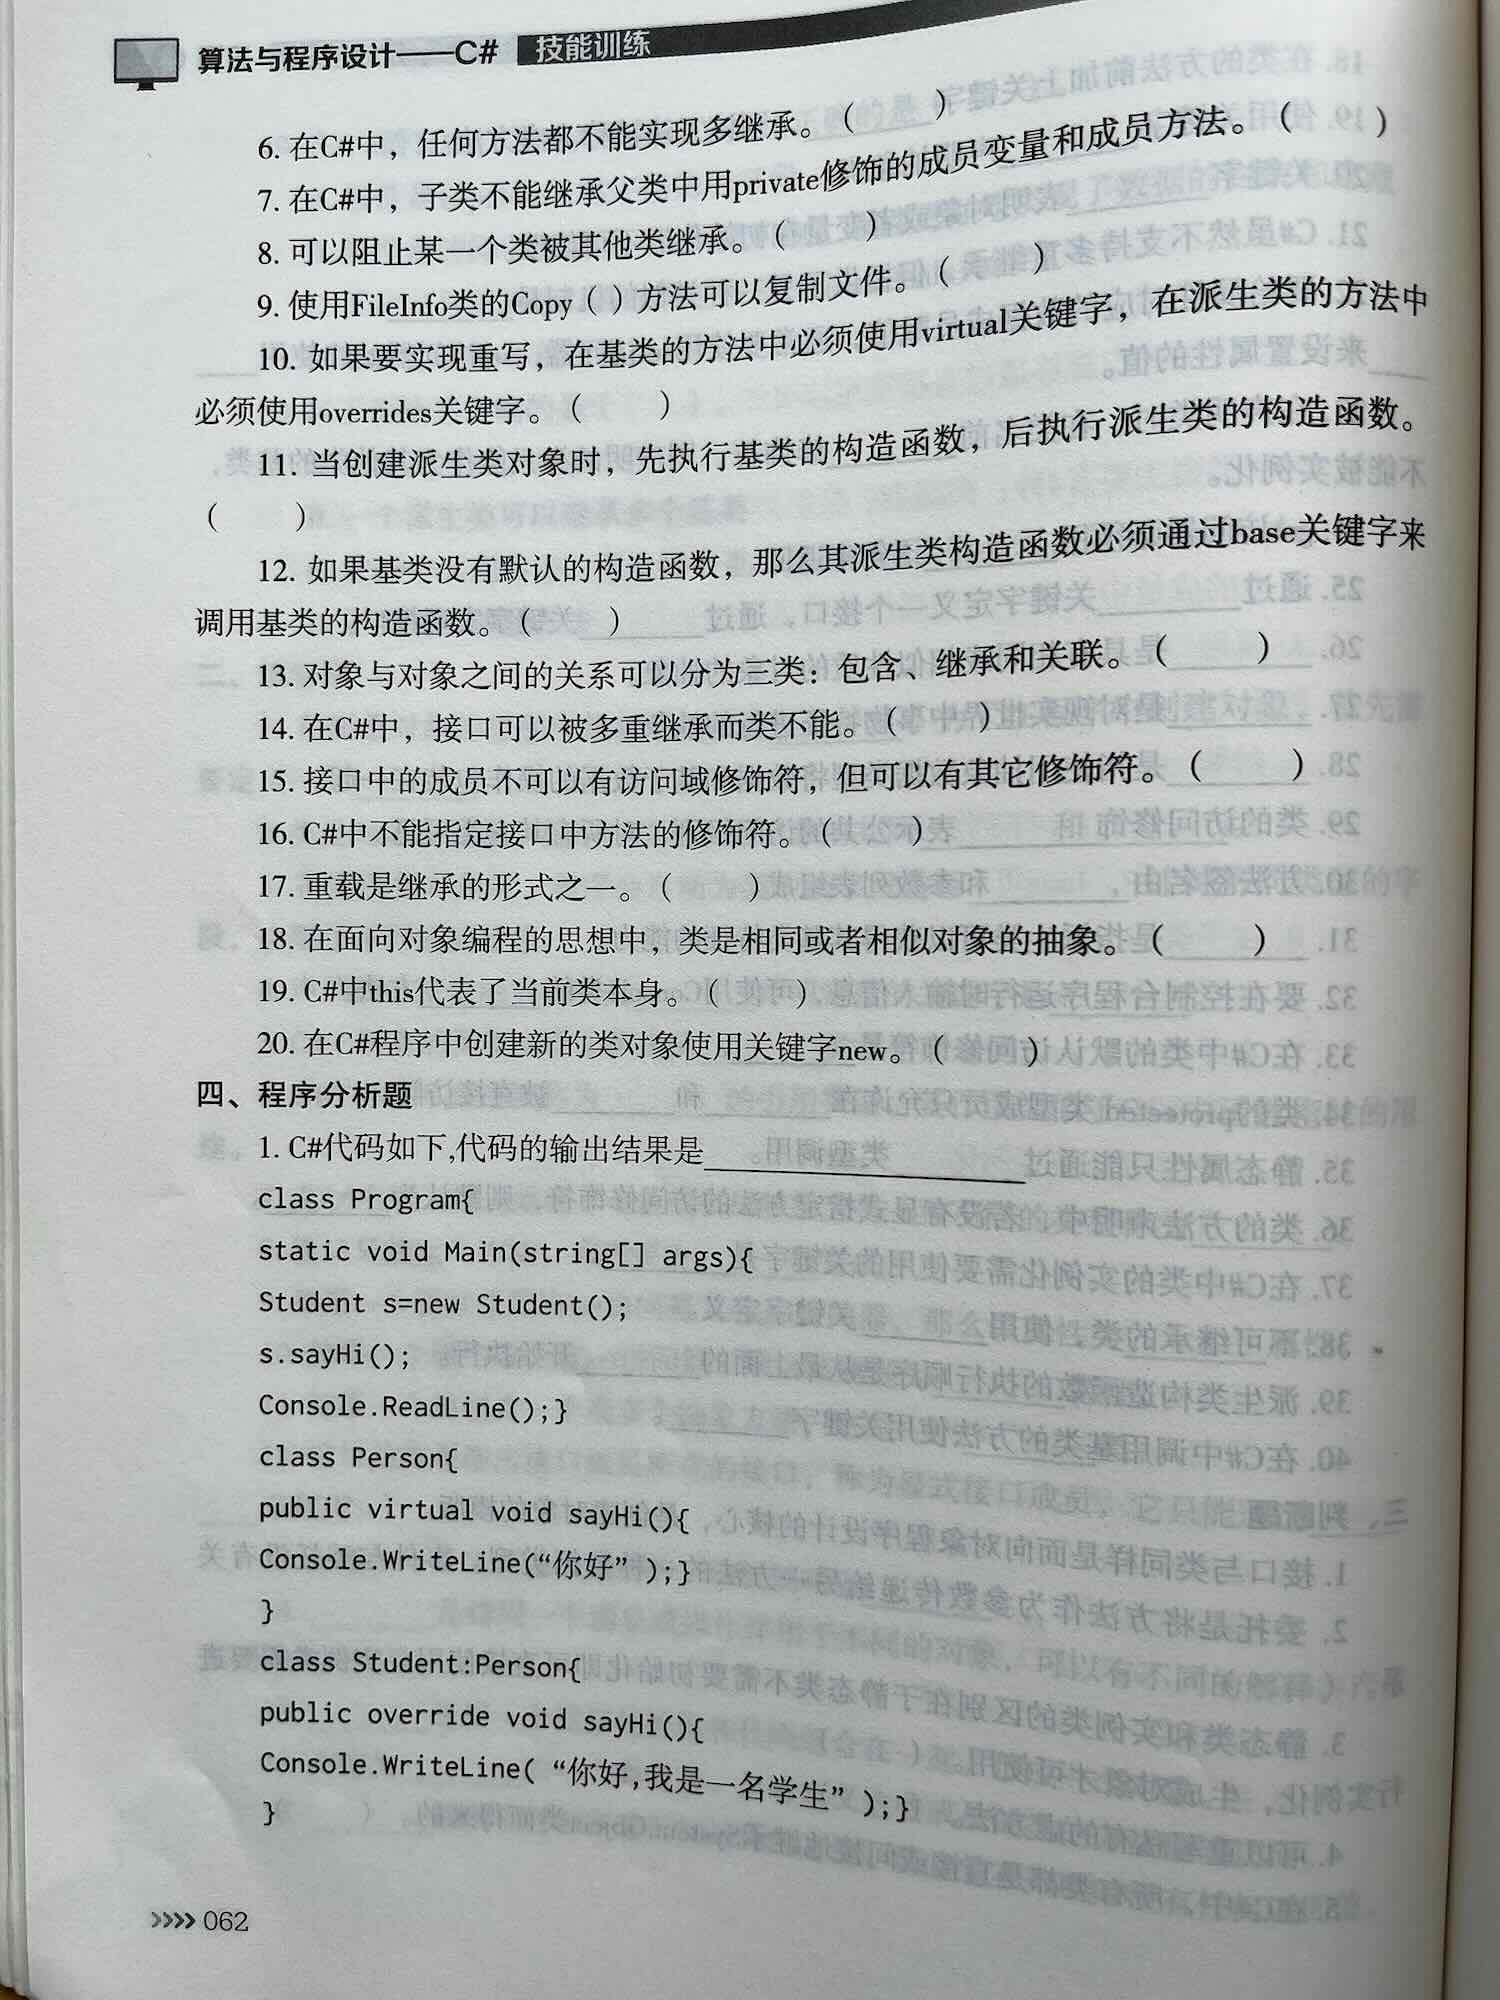 算法与程序设计——C# 技能训练
6. 在C#中，任何方法都不能实现多继承。（ ）
7. 在C#中，子类不能继承父类中用private修饰的成员变量和成员方法。（ ）
8. 可以阻止某一个类被其他类继承。（ ）
9. 使用FileInfo类的Copy（ ）方法可以复制文件。（ ）
10. 如果要实现重写，在基类的方法中必须使用virtual关键字，在派生类的方法中
必须使用overrides关键字。（ ）
11. 当创建派生类对象时，先执行基类的构造函数，后执行派生类的构造函数。
（ ）
12. 如果基类没有默认的构造函数，那么其派生类构造函数必须通过base关键字来
调用基类的构造函数。（ ）
13. 对象与对象之间的关系可以分为三类：包含、继承和关联。（ ）
14. 在C#中，接口可以被多重继承而类不能。（ ）
15. 接口中的成员不可以有访问域修饰符，但可以有其它修饰符。（ ）
16. C#中不能指定接口中方法的修饰符。（ ）
17. 重载是继承的形式之一。（ ）
18. 在面向对象编程的思想中，类是相同或者相似对象的抽象。（ ）
19. C#中this代表了当前类本身。（ ）
20. 在C#程序中创建新的类对象使用关键字new。（ ）
四、程序分析题
1. C#代码如下,代码的输出结果是____________
class Program{
static void Main(string[] args){
Student s=new Student();
s.sayHi();
Console.ReadLine();}
class Person{
public virtual void sayHi(){
Console.WriteLine(“你好” );}
}
class Student:Person{
public override void sayHi(){
Console.WriteLine( “你好,我是一名学生” );}
}
>>>> 062